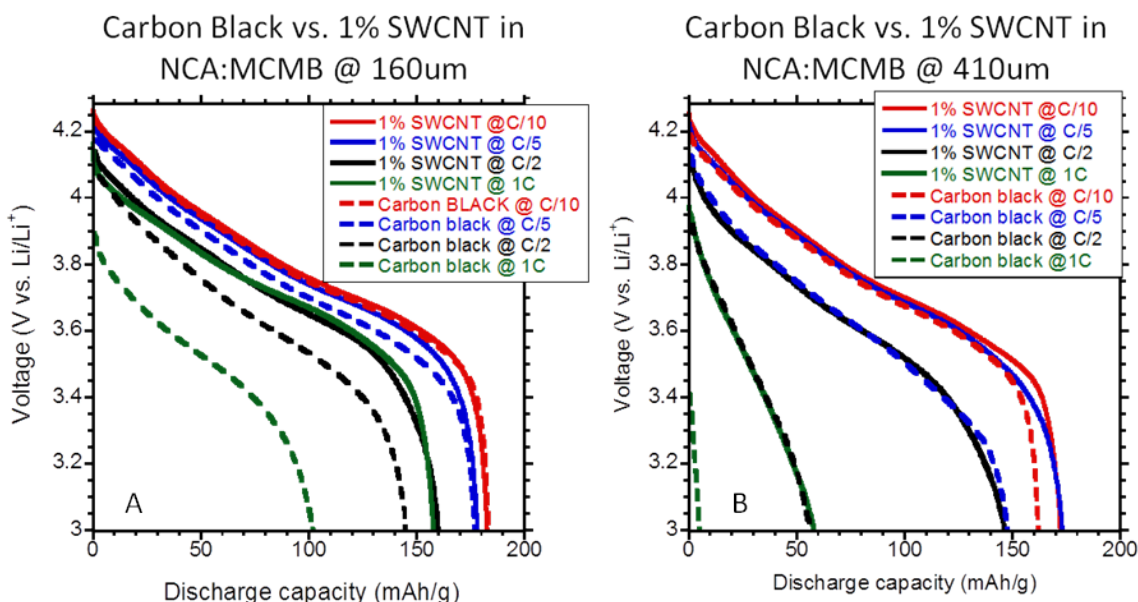 Carbon Black vs. 1% SWCNT in
NCA:MCMB @ 160um
1% SWCNT @C/10
1% SWCNT @ C/5
1% SWCNT @ C/2
1% SWCNT @ 1C
Carbon BLACK @ C/10
Carbon black @ C/5
Carbon black @ C/2
Carbon black @ 1C
Voltage (V vs. Li/Li+)
4.2
4
3.8
3.6
3.4
3.2
3
A
0
50
100
150
200
Discharge capacity (mAh/g)
Carbon Black vs. 1% SWCNT in
NCA:MCMB @ 410um
1% SWCNT @C/10
1% SWCNT @ C/5
1% SWCNT @ C/2
1% SWCNT @ 1C
Carbon black @ C/10
Carbon black @ C/5
Carbon black @ C/2
Carbon black @ 1C
Voltage (V vs. Li/Li+)
4.2
4
3.8
3.6
3.4
3.2
3
B
0
50
100
150
200
Discharge capacity (mAh/g)